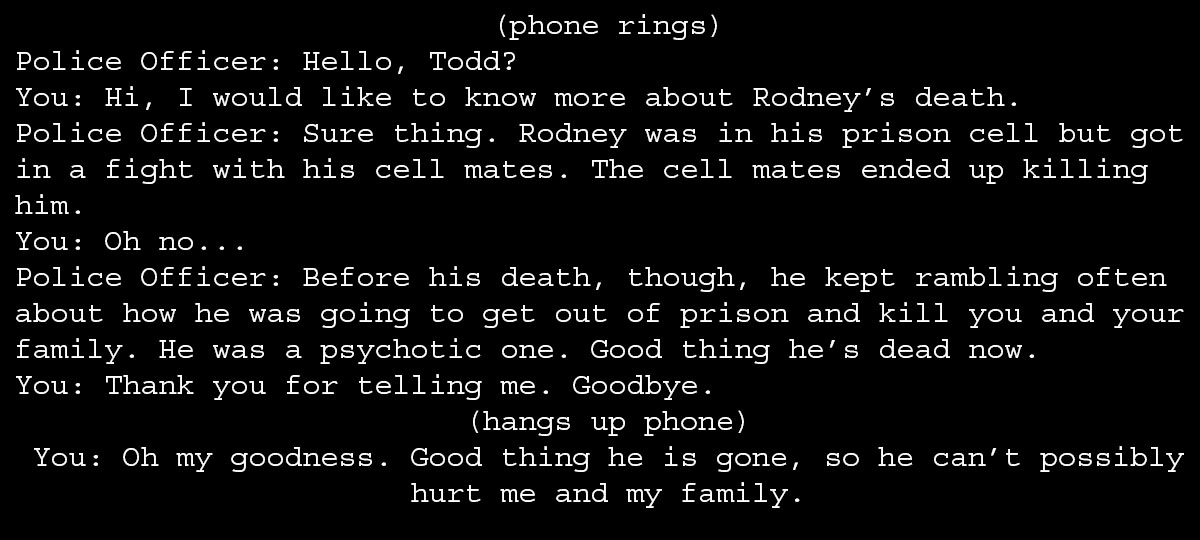 (phone rings)
Police Officer: Hello, Todd?
You: Hi, I would like to know more about Rodney’s death.
Police Officer: Sure thing. Rodney was in his prison cell but got
in a fight with his cell mates. The cell mates ended up killing
him.
You: Oh no...
Police Officer: Before his death, though, he kept rambling often
about how he was going to get out of prison and kill you and your
family. He was a psychotic one. Good thing he’s dead now.
You: Thank you for telling me. Goodbye.
(hangs up phone)
You: Oh my goodness. Good thing he is gone, so he can’t possibly
hurt me and my family.